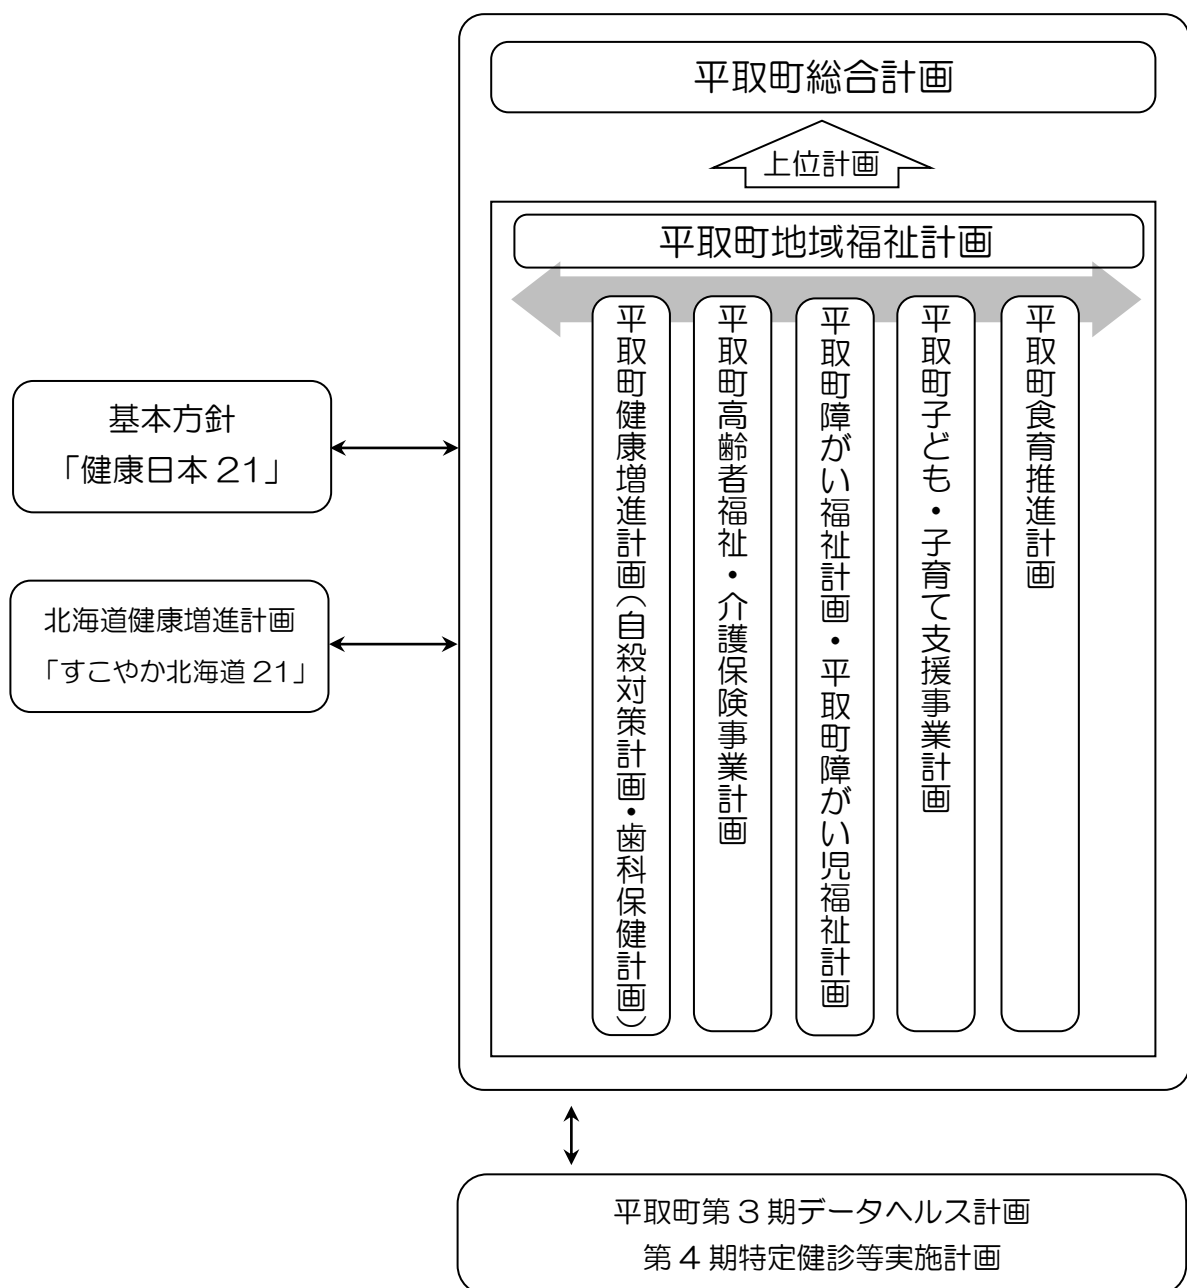 平取町総合計画
上位計画
平取町地域福祉計画
平取町健康増進計画(自殺対策計画・歯科保健計画)
平取町高齢者福祉・介護保険事業計画
平取町障がい福祉計画・平取町障がい児福祉計画
平取町子ども・子育て支援事業計画
平取町食育推進計画
基本方針
「健康日本21」
北海道健康増進計画
「すこやか北海道21」
平取町第3期データヘルス計画
第4期特定健診等実施計画